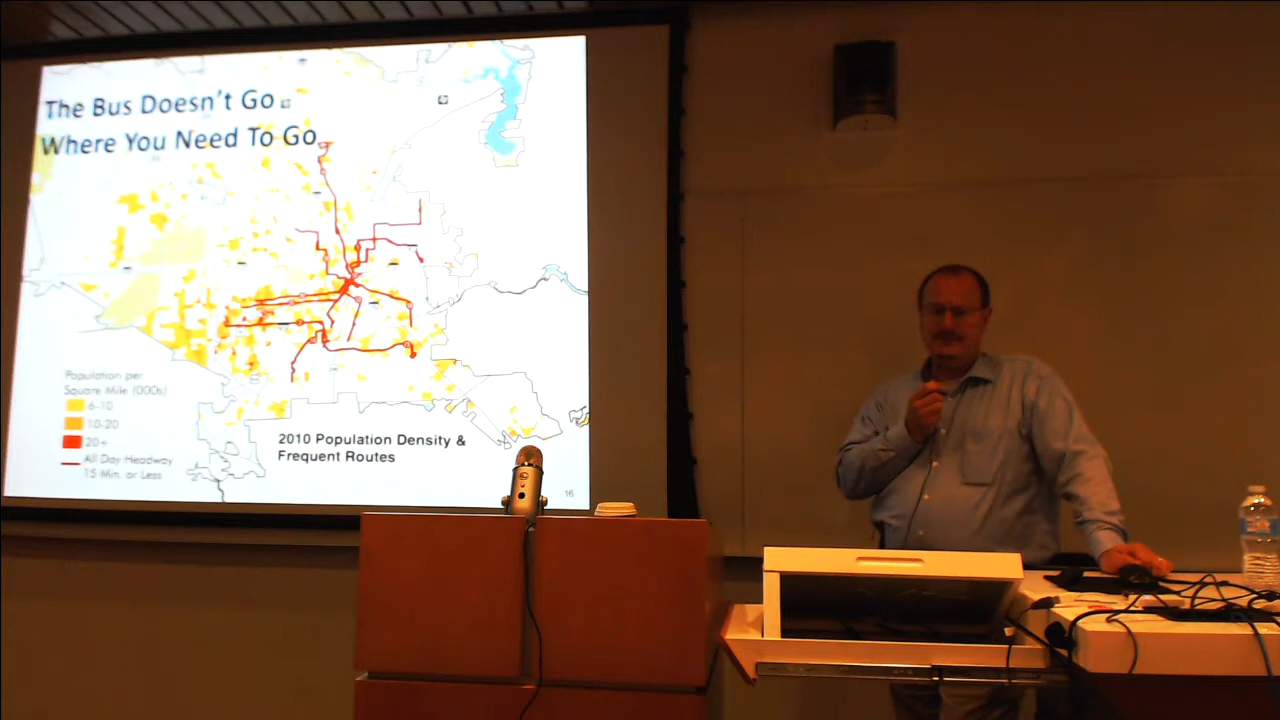 The Bus Doesn't Go
Where You Need To Go
Population per
Square Mile (000s)
6-10
10-20
20+
All Day Headway
15 Min. or Less
2010 Population Density &
Frequent Routes
16